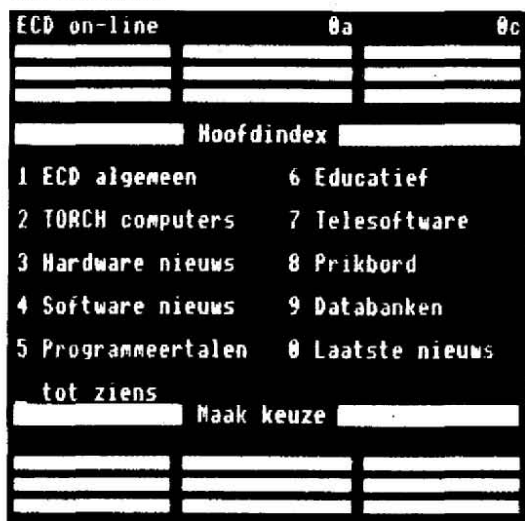 ECD on-line 0a 0c
Hoofdindex
1 ECD algemeen 6 Educatief
2 TORCH computers 7 Telesoftware
3 Hardware nieuws 8 Prikbord
4 Software nieuws 9 Databanken
5 Programmeertalen 0 Laatste nieuws
_ tot ziens
Maak keuze